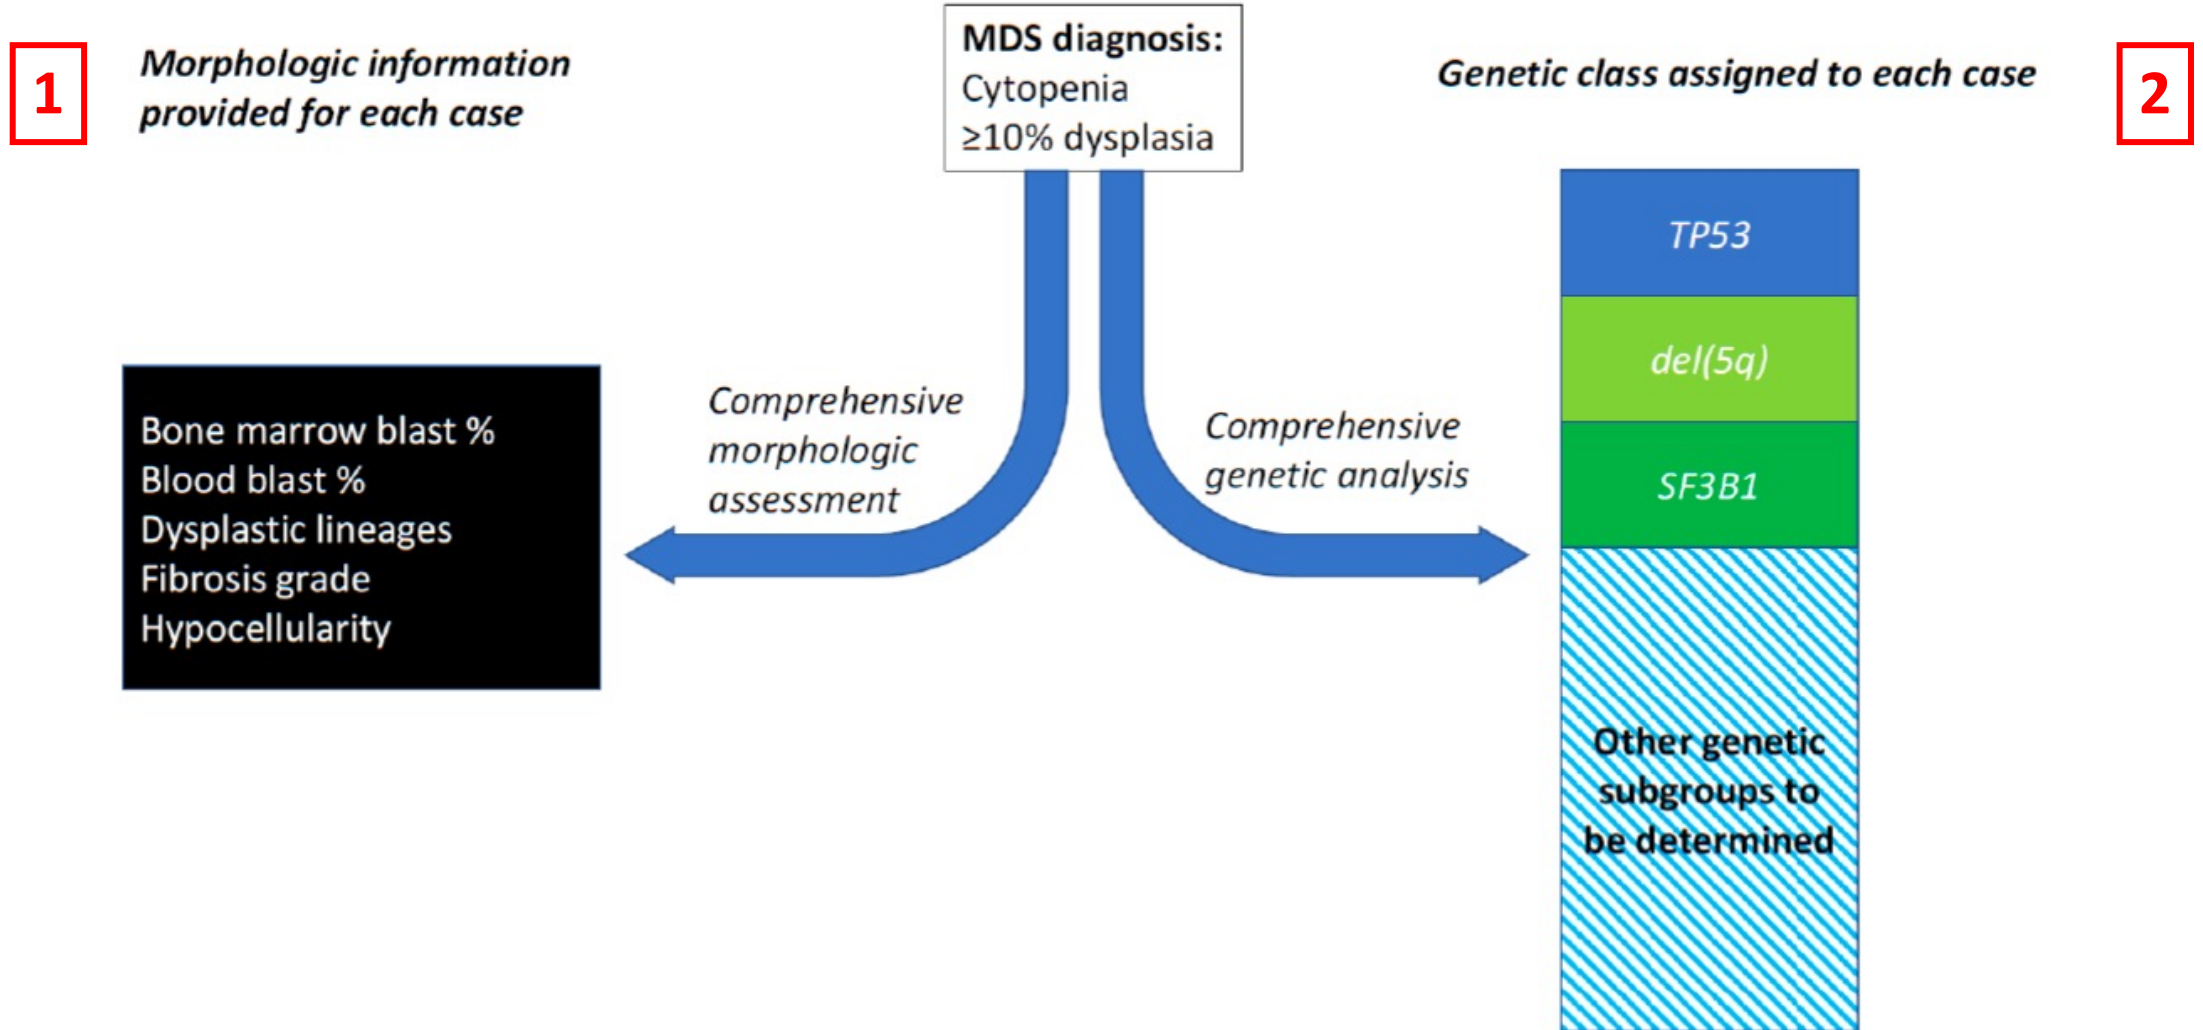 1
Morphologic information
provided for each case
MDS diagnosis:
Cytopenia
≥10% dysplasia
Genetic class assigned to each case
2
Bone marrow blast %
Blood blast %
Dysplastic lineages
Fibrosis grade
Hypocellularity
Comprehensive
morphologic
assessment
Comprehensive
genetic analysis
TP53
del(5q)
SF3B1
Other genetic
subgroups to
be determined